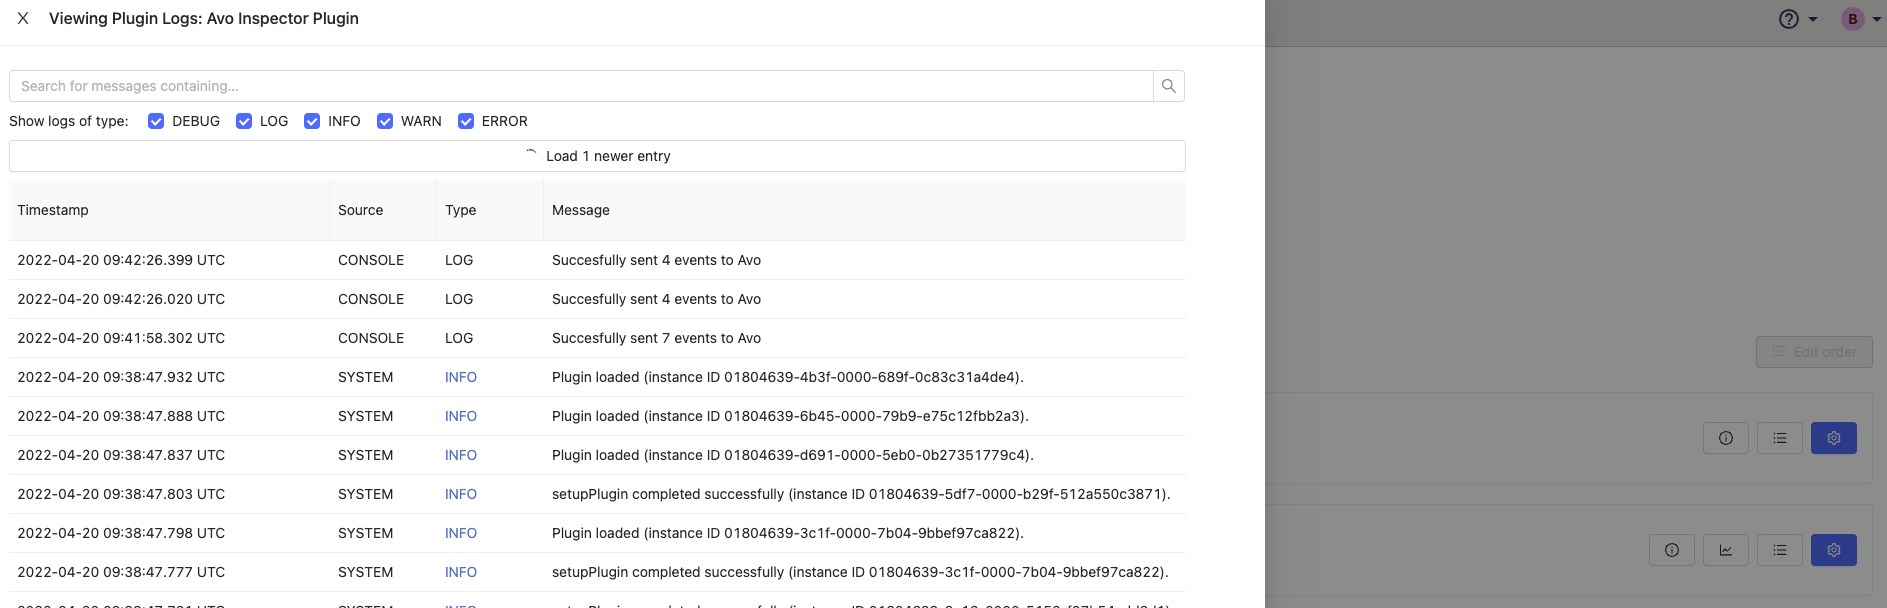 Viewing Plugin Logs: Avo Inspector Plugin
B
Search for messages containing...
Show logs of type: DEBUG LOG INFO WARN ERROR
Load 1 newer entry
Timestamp Source Type Message
2022-04-20 09:42:26.399 UTC CONSOLE LOG Succesfully sent 4 events to Avo
2022-04-20 09:42:26.020 UTC CONSOLE LOG Succesfully sent 4 events to Avo
2022-04-20 09:41:58.302 UTC CONSOLE LOG Succesfully sent 7 events to Avo
Edit order
2022-04-20 09:38:47.932 UTC SYSTEM INFO Plugin loaded (instance ID 01804639-4b3f-0000-689f-0c83c31a4de4).
2022-04-20 09:38:47.888 UTC SYSTEM INFO Plugin loaded (instance ID 01804639-6b45-0000-79b9-e75c12fbb2a3).
2022-04-20 09:38:47.837 UTC SYSTEM INFO Plugin loaded (instance ID 01804639-d691-0000-5eb0-0b27351779c4).
2022-04-20 09:38:47.803 UTC SYSTEM INFO setupPlugin completed successfully (instance ID 01804639-5df7-0000-b29f-512a550c3871).
2022-04-20 09:38:47.798 UTC SYSTEM INFO Plugin loaded (instance ID 01804639-3c1f-0000-7b04-9bbef97ca822).
2022-04-20 09:38:47.777 UTC SYSTEM INFO setupPlugin completed successfully (instance ID 01804639-3c1f-0000-7b04-9bbef97ca822).